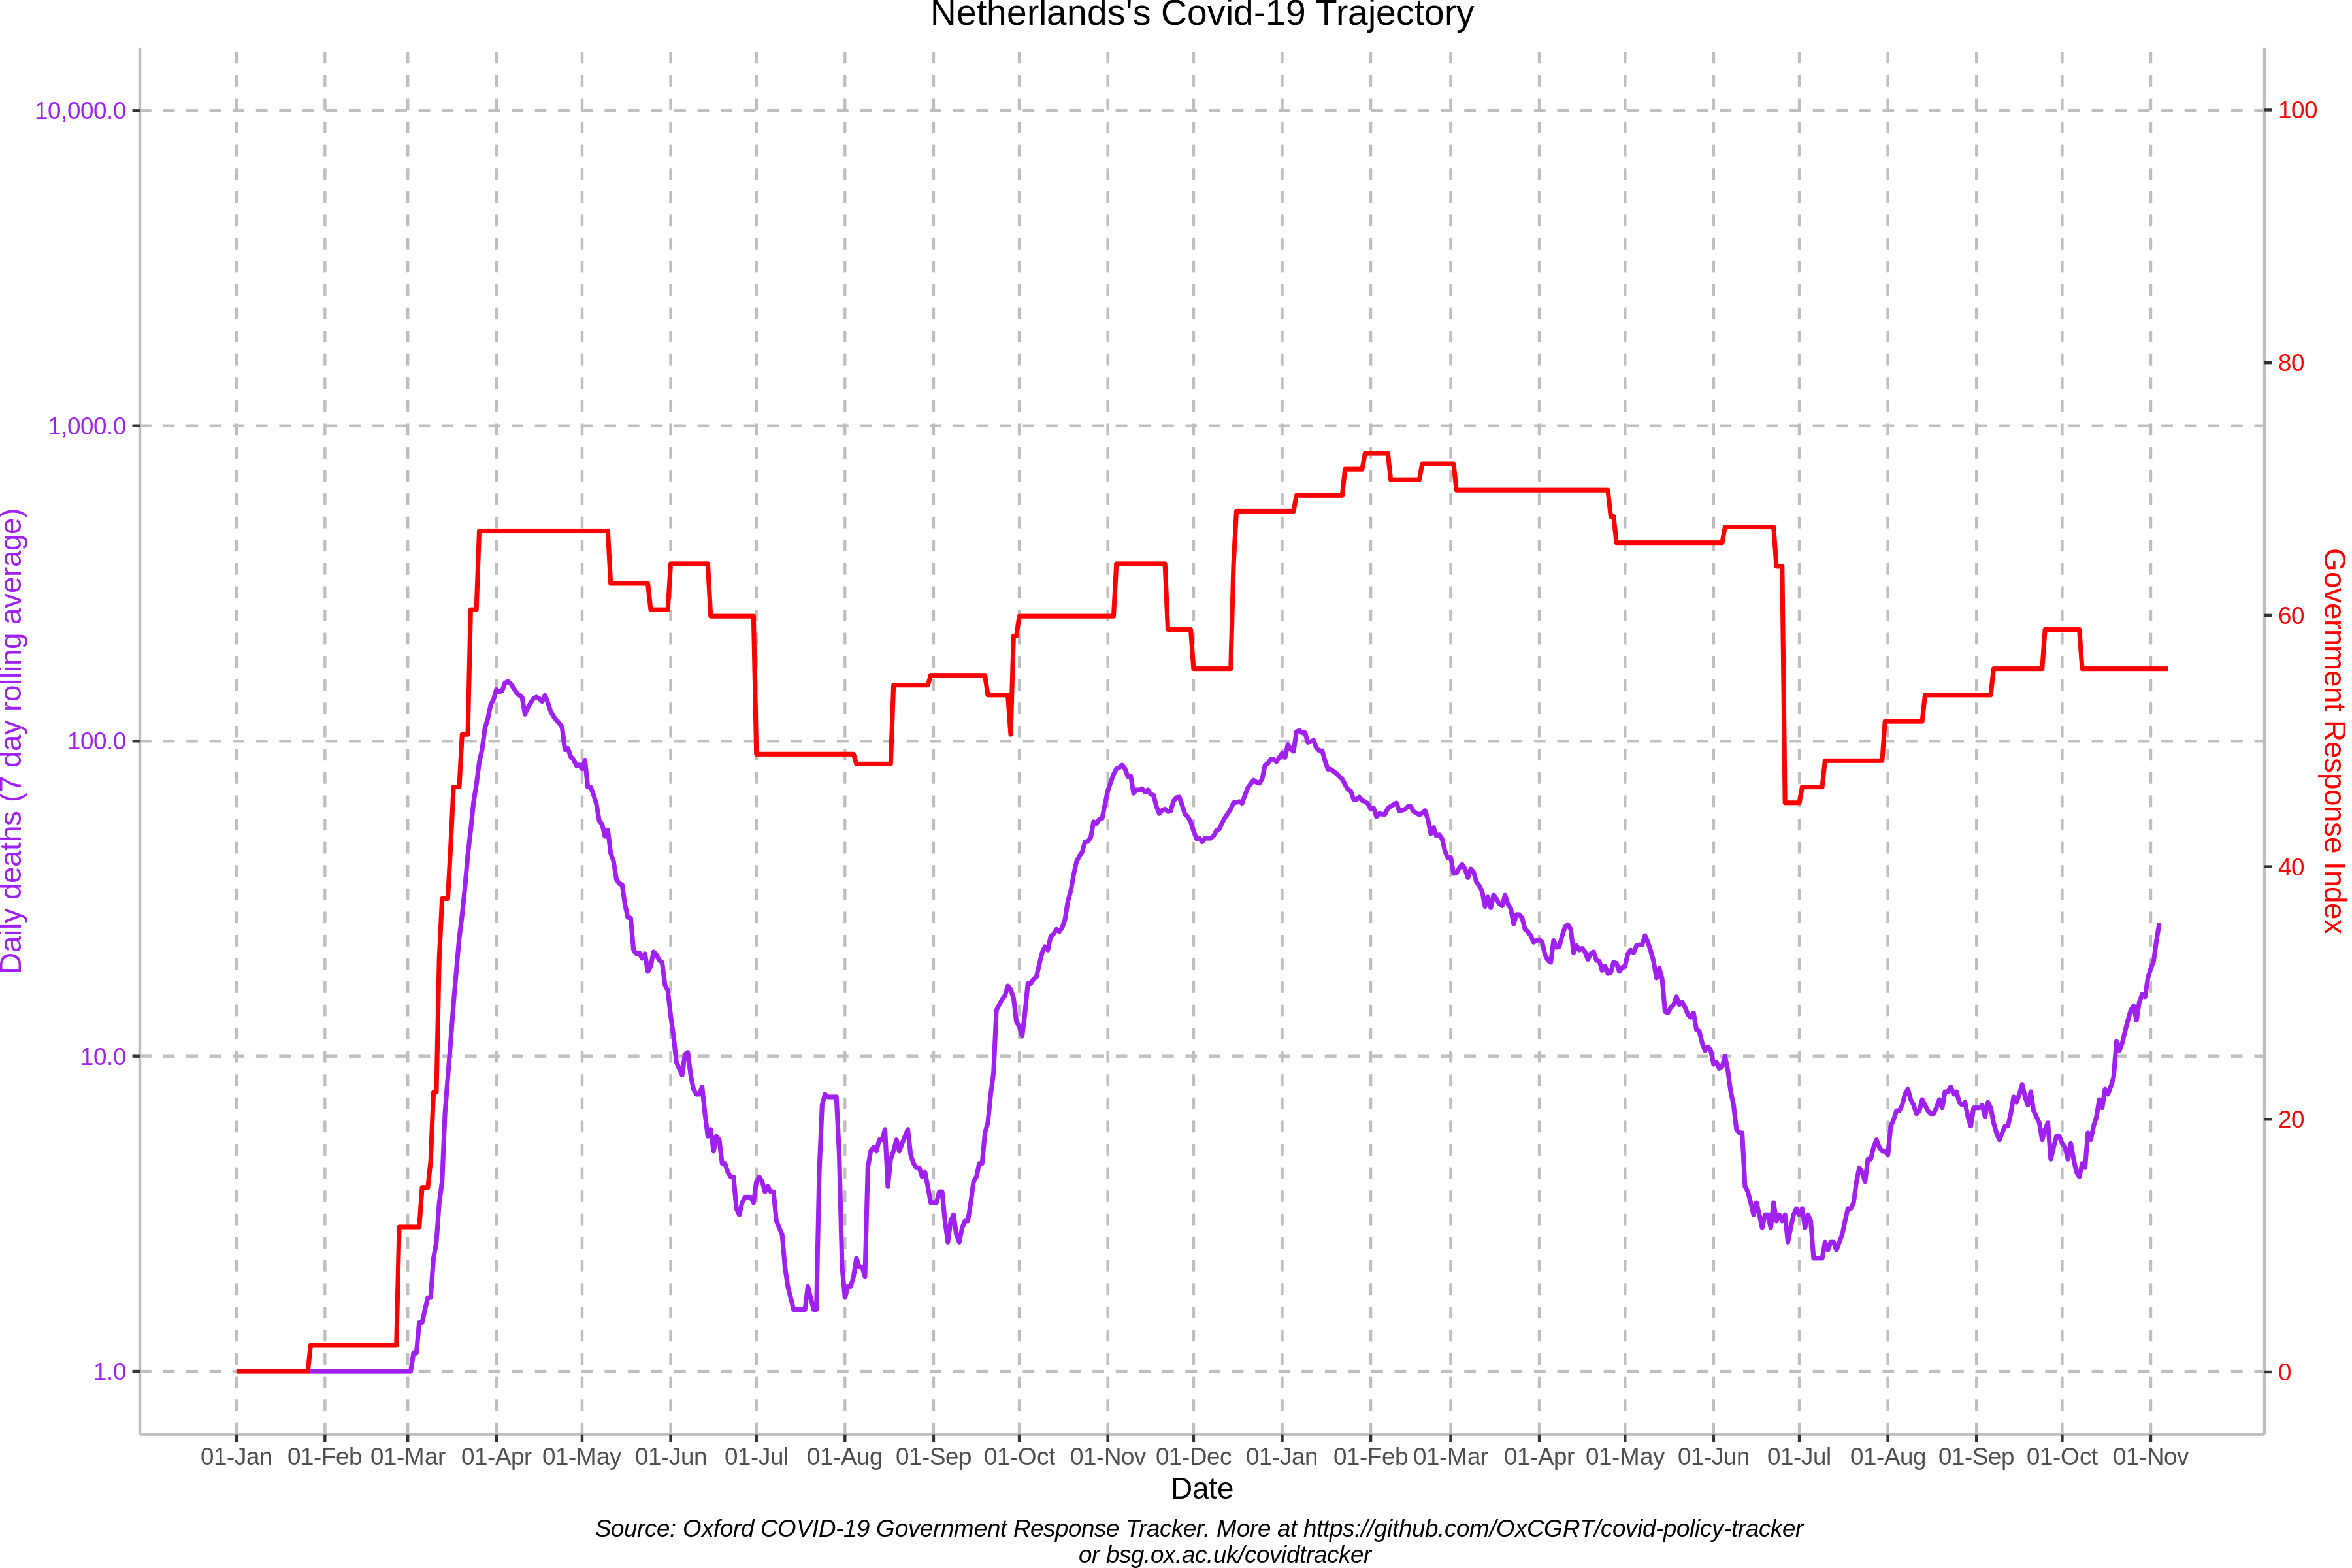 Netherlands's Covid-19 Trajectory
10,000.0
1,000.0
100.0
10.0
1.0
Daily deaths (7 day rolling average)
100
80
60
40
20
0
Government Response Index
01-Jan 01-Feb 01-Mar 01-Apr 01-May 01-Jun 01-Jul 01-Aug 01-Sep 01-Oct 01-Nov 01-Dec 01-Jan 01-Feb 01-Mar 01-Apr 01-May 01-Jun 01-Jul 01-Aug 01-Sep 01-Oct 01-Nov
Date
Source: Oxford COVID-19 Government Response Tracker. More at https://github.com/OxCGRT/covid-policy-tracker
or bsg.ox.ac.uk/covidtracker